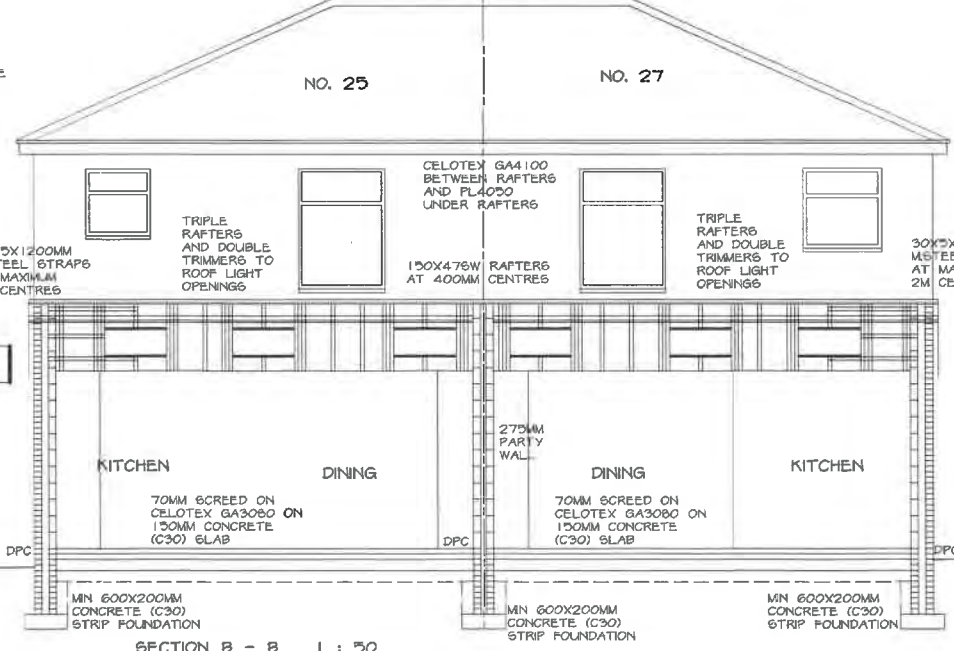 NO. 25
NO. 27
CELOTEX GA4100
BETWEEN RAFTERS
AND PL4050
UNDER RAFTERS
TRIPLE
RAFTERS
AND DOUBLE
TRIMMERS TO
ROOF LIGHT
OPENINGS
TRIPLE
RAFTERS
AND DOUBLE
TRIMMERS TO
ROOF LIGHT
OPENINGS
5X1200MM
TEEL STRAPS
MAXIMUM
CENTRES
150X47SW RAFTERS
AT 400MM CENTRES
30X5X
M.STEE
AT MA
2M CE
275MM
PARTY
WALL
KITCHEN
DINING
DINING
KITCHEN
70MM SCREED ON
CELOTEX GA3080 ON
150MM CONCRETE
(C30) SLAB
70MM SCREED ON
CELOTEX GA3080 ON
150MM CONCRETE
(C30) SLAB
DPC
DPC
DPC
MIN 600X200MM
CONCRETE (C30)
STRIP FOUNDATION
MIN 600X200MM
CONCRETE (C30)
STRIP FOUNDATION
MIN 600X200MM
CONCRETE (C30)
STRIP FOUNDATION
SECTION B - B 1 : 50